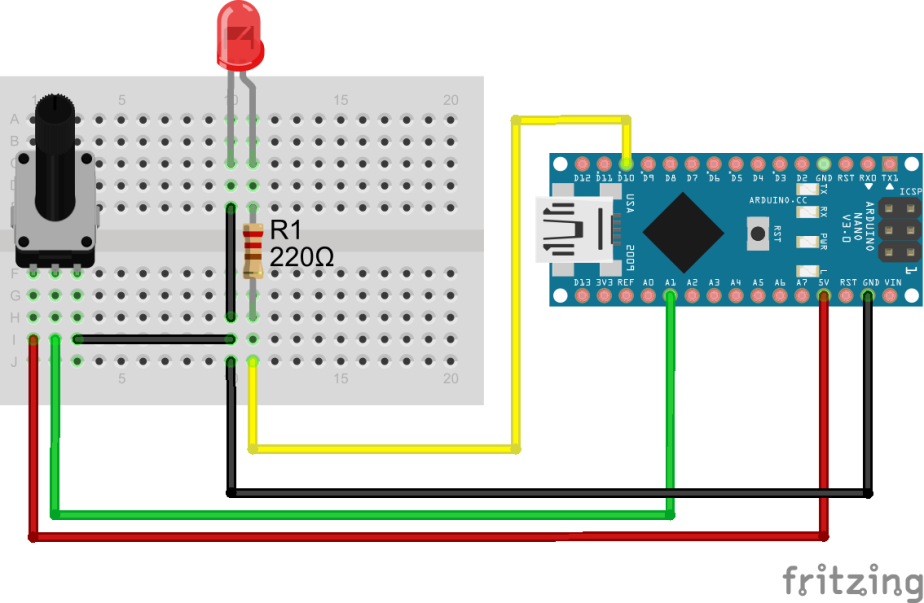 1 5 10 15 20
A
B
C
D
E
F
G
H
I
J
5 15 20
R1
220Ω
D12 D11 D10 D9 D8 D7 D6 D5 D4 D3 D2 GND RST RX0 TX1
USA
2009
ARDUINO.CC
RST
TX
RX
PWR
L
ARDUINO
NANO
V3.0
ICSP
1
D13 3V3 REF A0 A1 A2 A3 A4 A5 A6 A7 5V RST GND VIN
fritzing